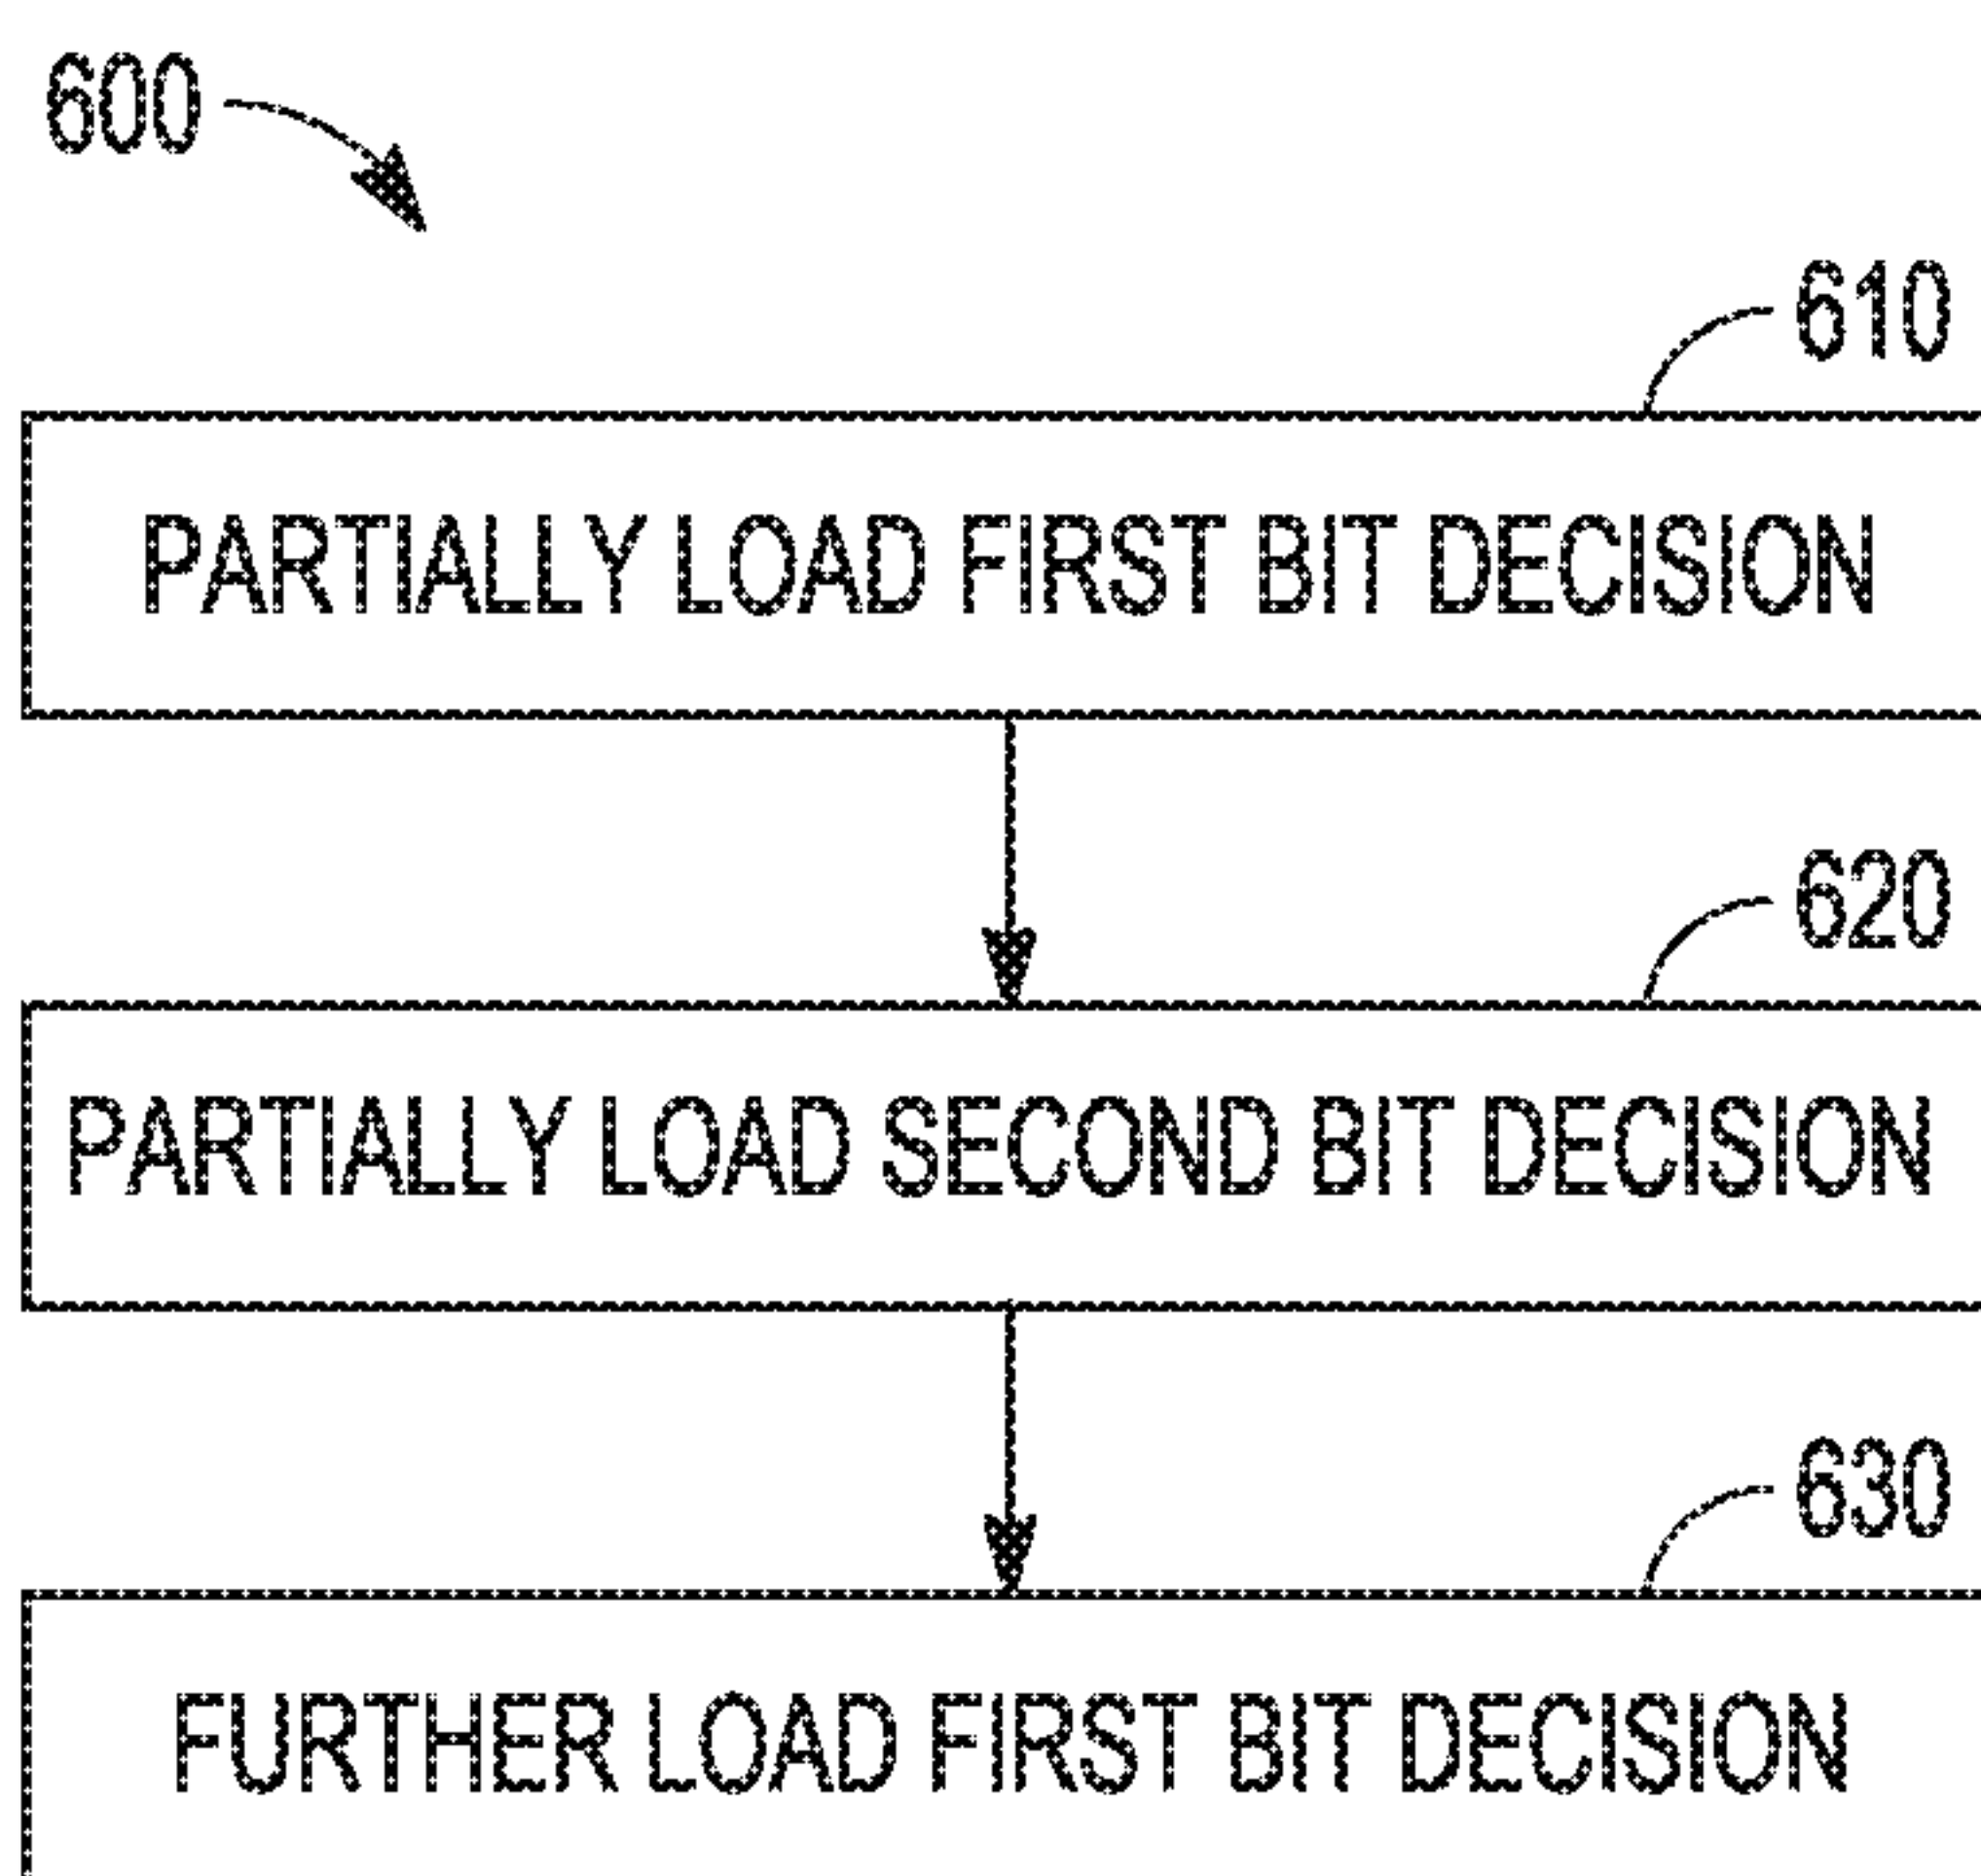 600
610
PARTIALLY LOAD FIRST BIT DECISION
620
PARTIALLY LOAD SECOND BIT DECISION
630
FURTHER LOAD FIRST BIT DECISION